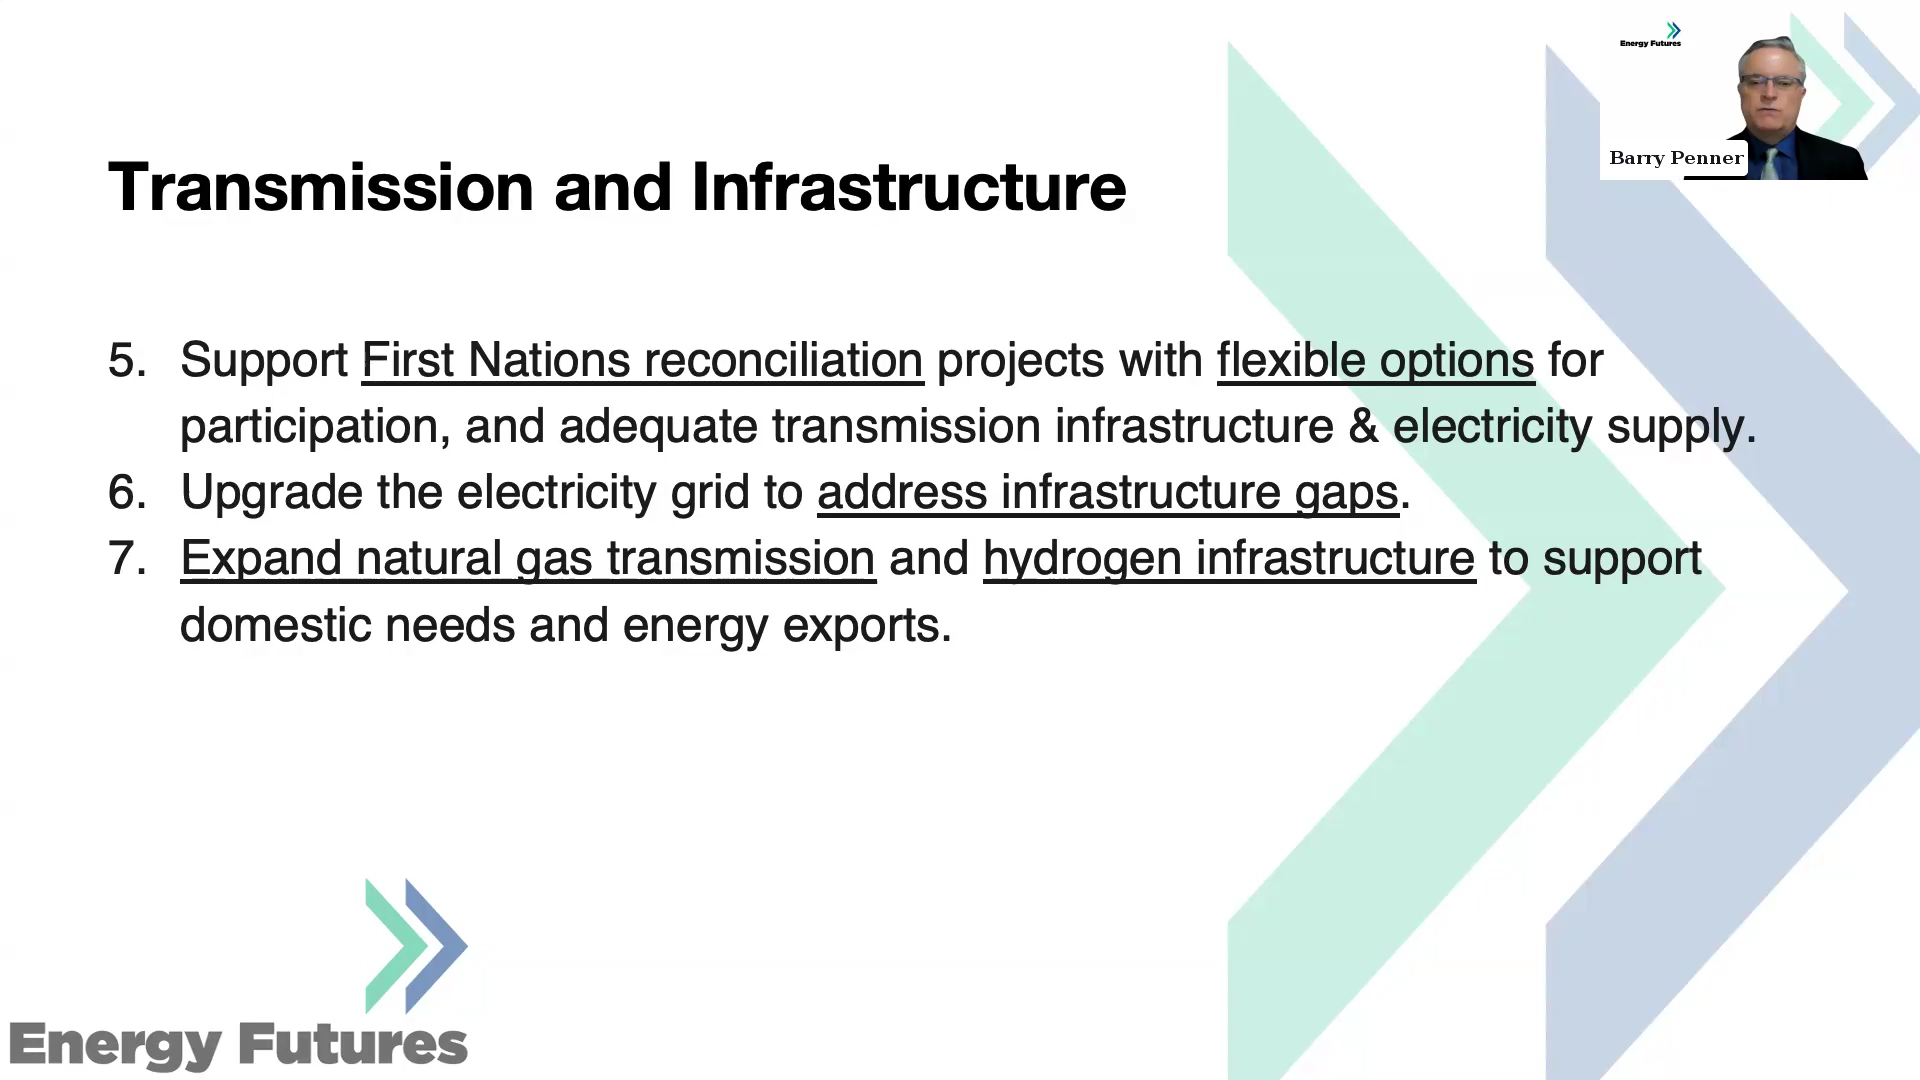 Energy Futures
Barry Penner
Transmission and Infrastructure
5. Support First Nations reconciliation projects with flexible options for
participation, and adequate transmission infrastructure & electricity supply.
6. Upgrade the electricity grid to address infrastructure gaps.
7. Expand natural gas transmission and hydrogen infrastructure to support
domestic needs and energy exports.
Energy Futures